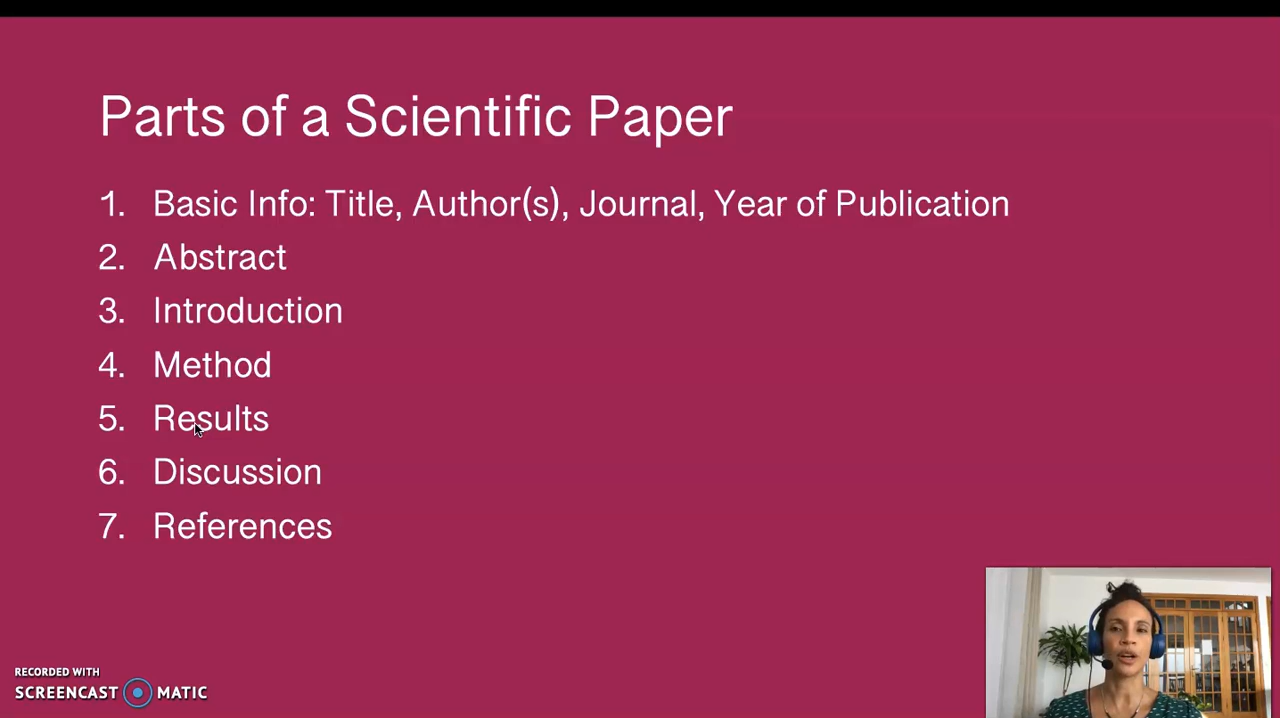 Parts of a Scientific Paper
1. Basic Info: Title, Author(s), Journal, Year of Publication
2. Abstract
3. Introduction
4. Method
5. Results
6. Discussion
7. References
RECORDED WITH
SCREENCAST MATIC